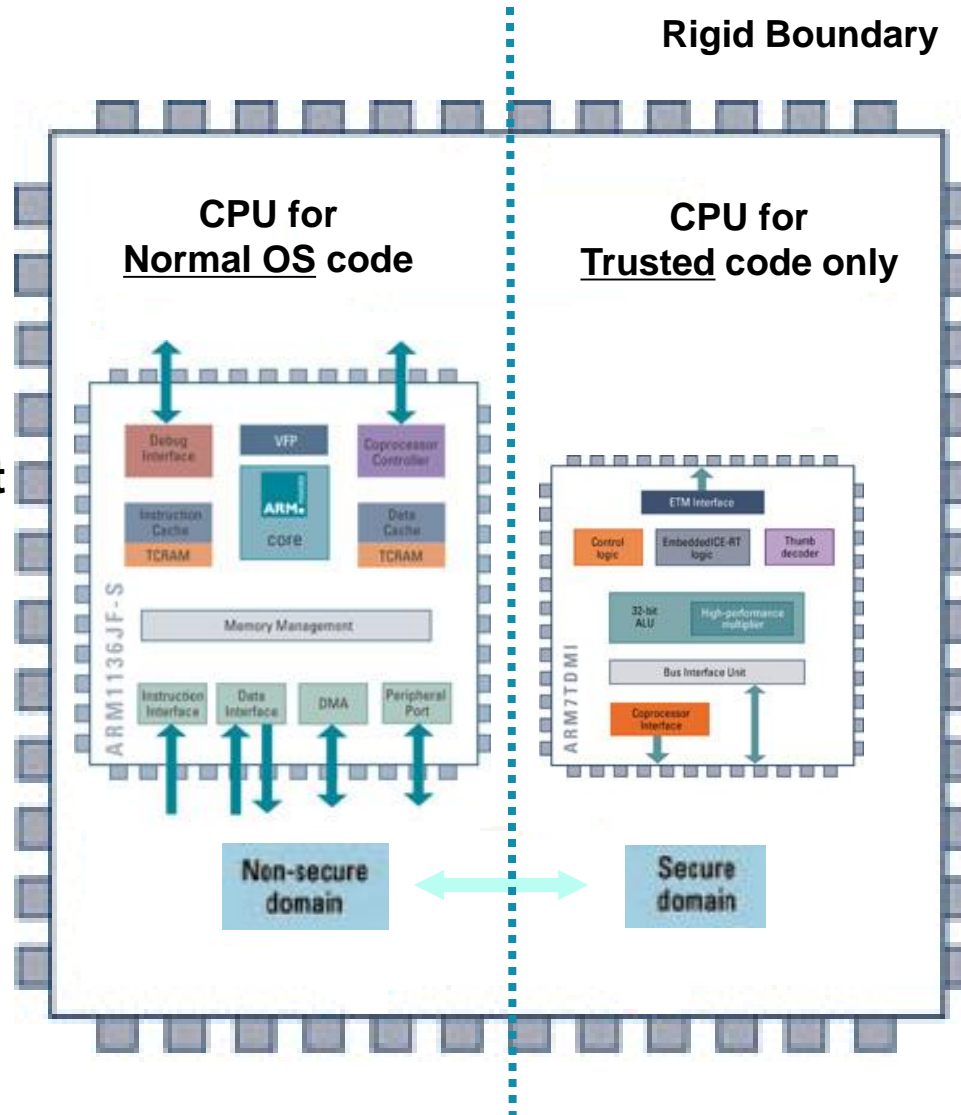 Rigid Boundary
CPU for
Normal OS code
CPU for
Trusted code only
t
Debug
Interface
VFP
Coprocessor
Controller
ARM
core
Instruction
Cache
TCRAM
Data
Cache
TCRAM
Memory Management
Instruction
Interface
Data
Interface
DMA
Peripheral
Port
ARM1136JF-S
ETM Interface
Control
logic
EmbeddedICE-RT
logic
Thumb
decoder
32-bit
ALU
High-performance
multiplier
Bus Interface Unit
Coprocessor
Interface
ARM7TDMI
Non-secure
domain
Secure
domain